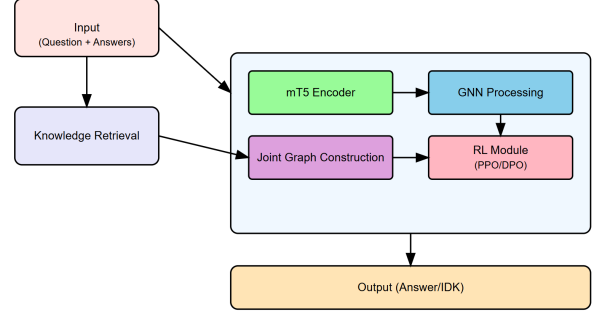 Input
(Question + Answers)
mT5 Encoder
GNN Processing
Knowledge Retrieval
Joint Graph Construction
RL Module
(PPO/DPO)
Output (Answer/IDK)